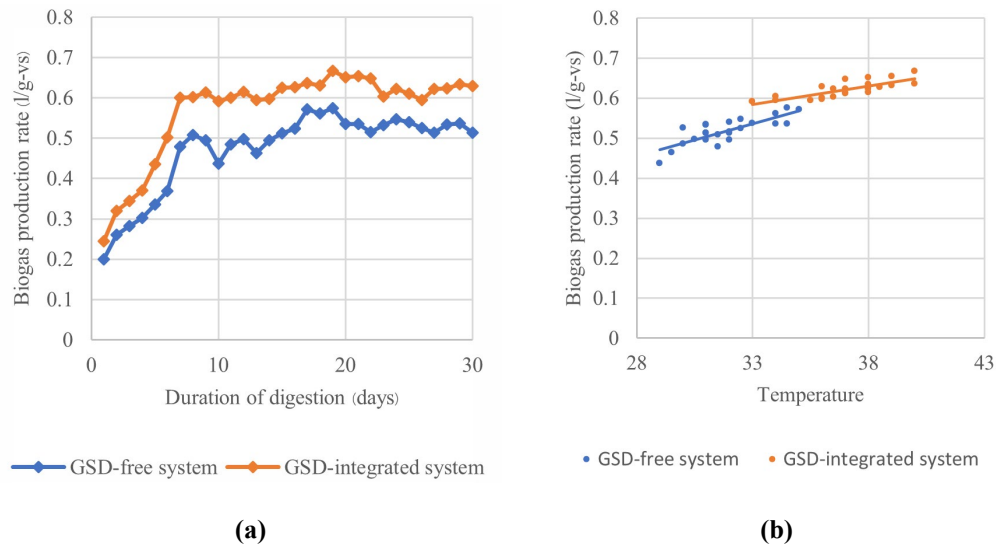 Biogas production rate (l/g-vs)
0.8
0.7
0.6
0.5
0.4
0.3
0.2
0.1
0
0 10 20 30
Duration of digestion (days)
GSD-free system GSD-integrated system
(a)
Biogas production rate (l/g-vs)
0.8
0.7
0.6
0.5
0.4
0.3
0.2
0.1
0
28 33 38 43
Temperature
GSD-free system GSD-integrated system
(b)